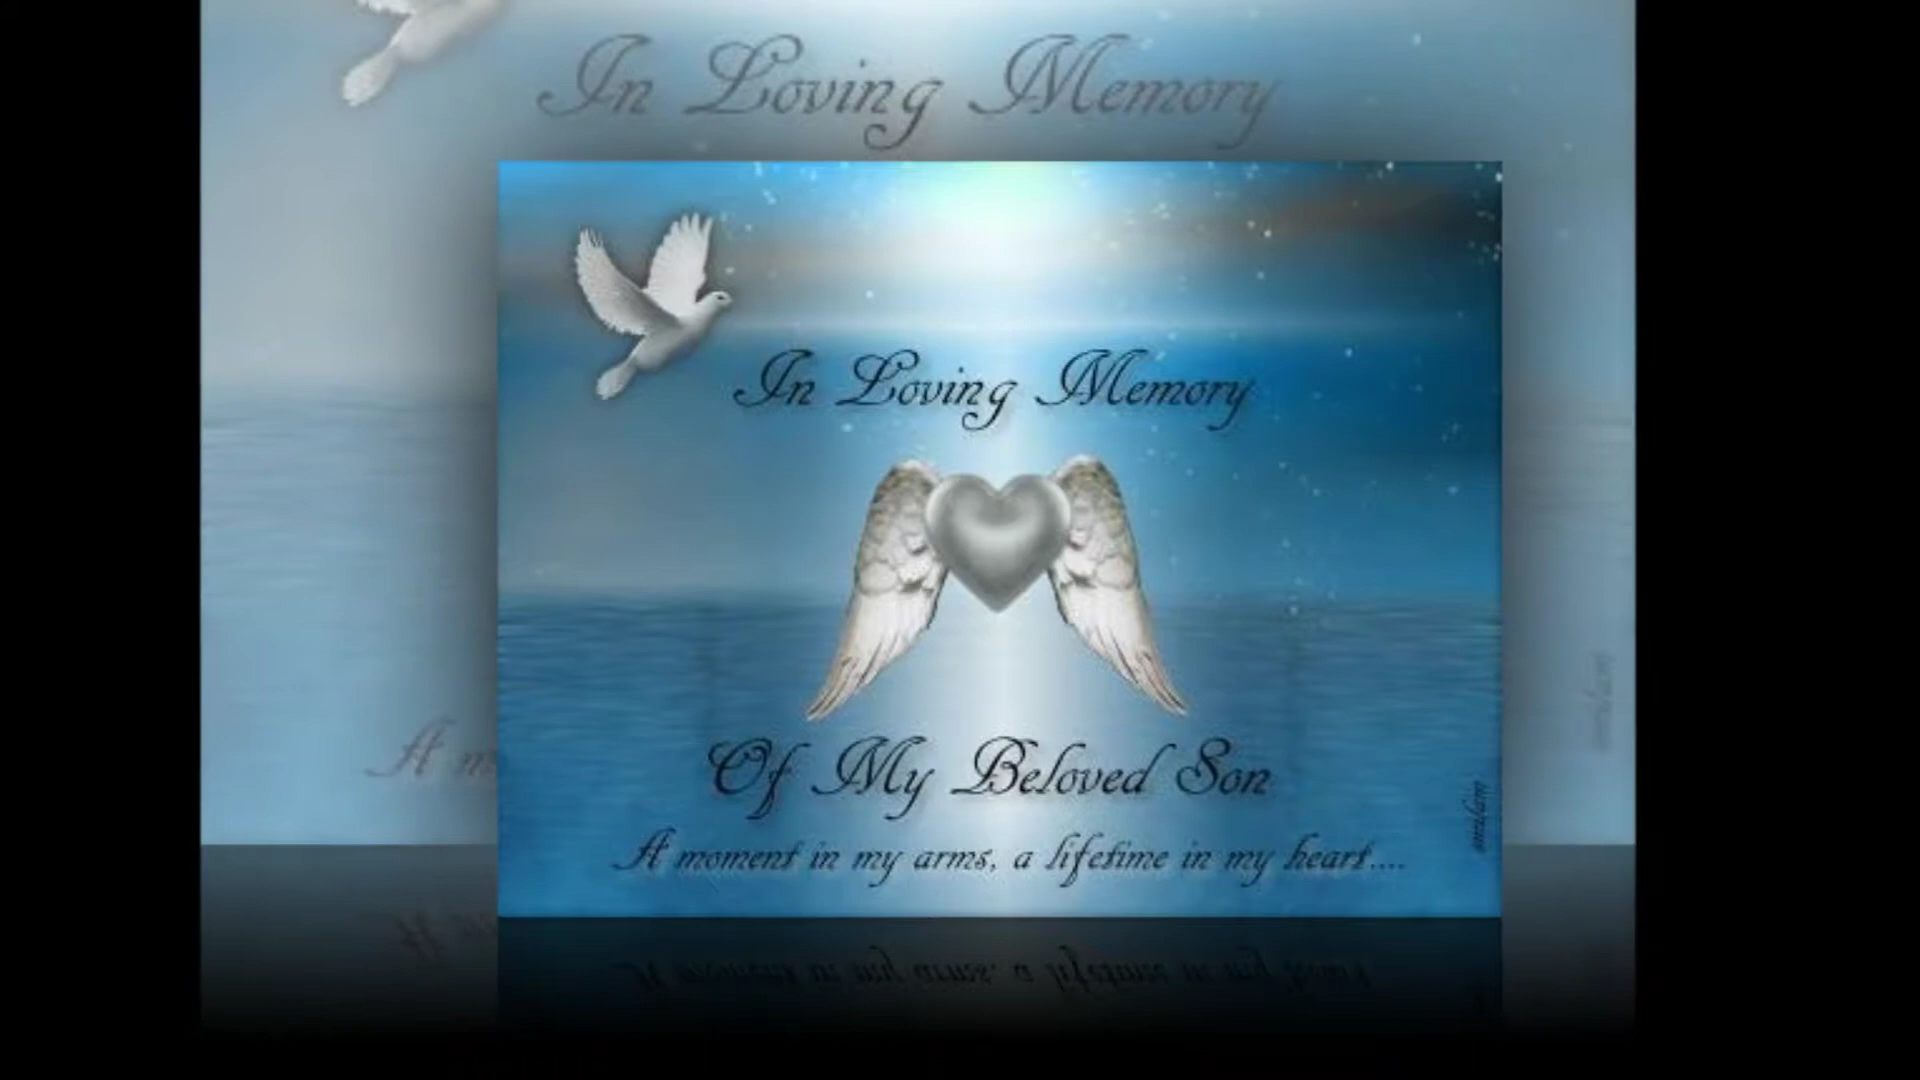 In Loving Memory
In Loving Memory
Of My Beloved Son
A moment in my arms, a lifetime in my heart....
A m